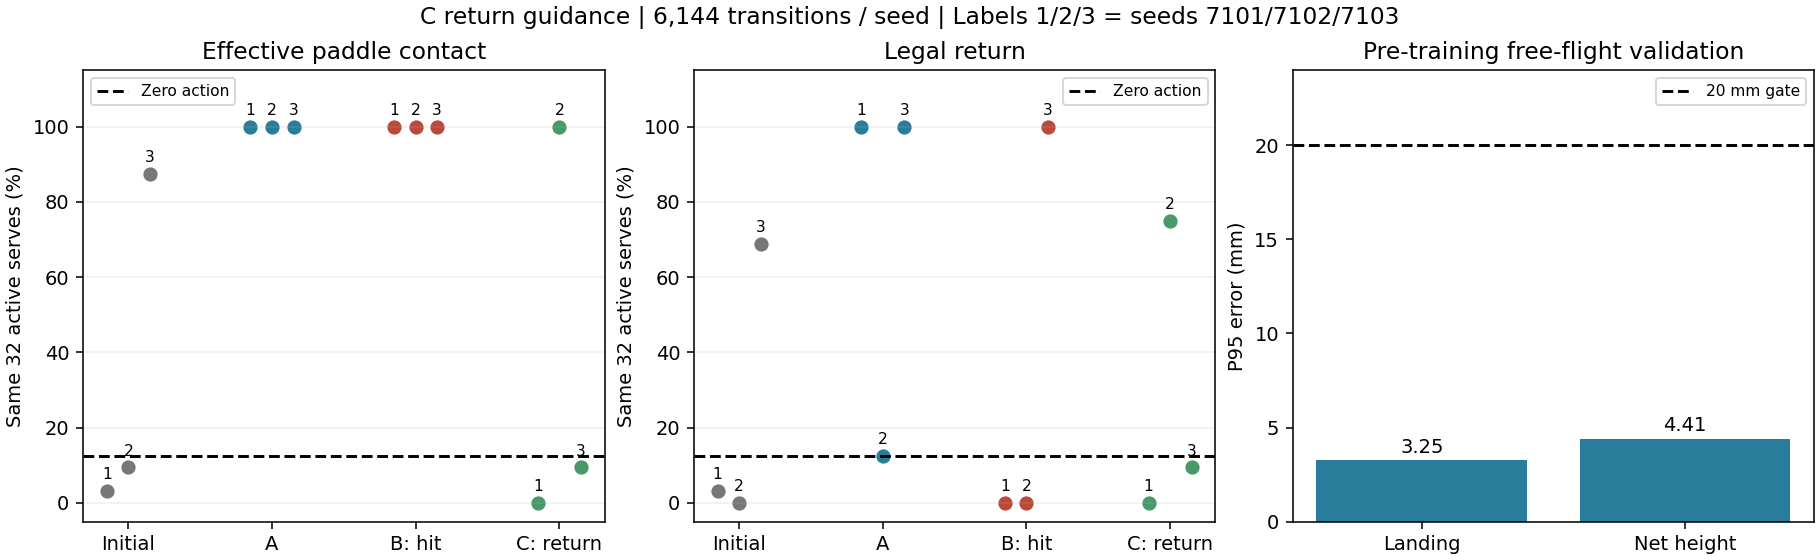 C return guidance | 6,144 transitions / seed | Labels 1/2/3 = seeds 7101/7102/7103
Effective paddle contact
Same 32 active serves (%)
100
80
60
40
20
0
Zero action
1
2
3
1 2 3
1 2 3
1
2
3
Initial
A
B: hit
C: return
Legal return
Same 32 active serves (%)
100
80
60
40
20
0
Zero action
1
2
3
1
2
3
1
2
3
1
2
3
Initial
A
B: hit
C: return
Pre-training free-flight validation
P95 error (mm)
20
15
10
5
0
20 mm gate
3.25
4.41
Landing
Net height